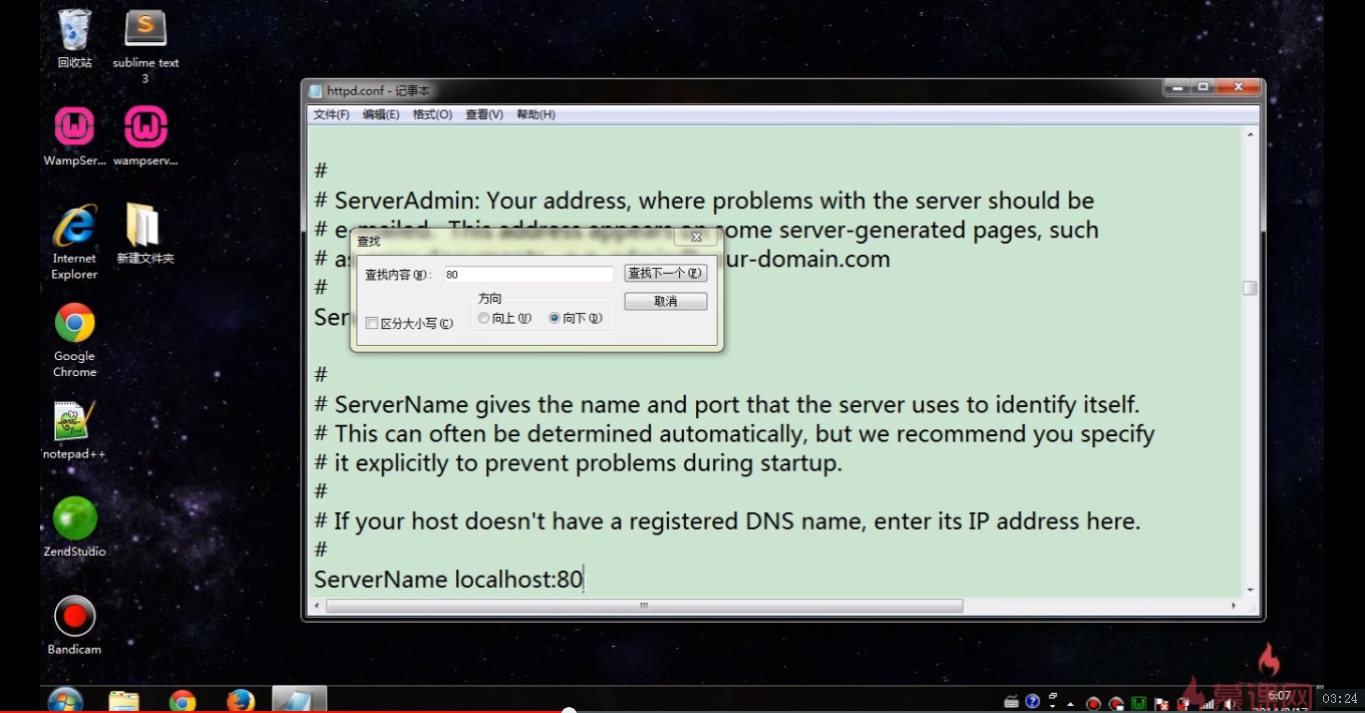 回收站
sublime text
3
WampSer...
wampserv...
Internet
Explorer
新建文件夹
Google
Chrome
notepad++
ZendStudio
Bandicam
httpd.conf - 记事本
文件(F) 编辑(E) 格式(O) 查看(V) 帮助(H)
#
# ServerAdmin: Your address, where problems with the server should be
# e-mailed. This address appears on some server-generated pages, such
# as ur-domain.com
#
Ser
查找
查找内容(N): 80
查找下一个(F)
方向
取消
区分大小写(C)
向上(U) 向下(D)
#
# ServerName gives the name and port that the server uses to identify itself.
# This can often be determined automatically, but we recommend you specify
# it explicitly to prevent problems during startup.
#
# If your host doesn't have a registered DNS name, enter its IP address here.
#
ServerName localhost:80
慕课网
6:07
03:24